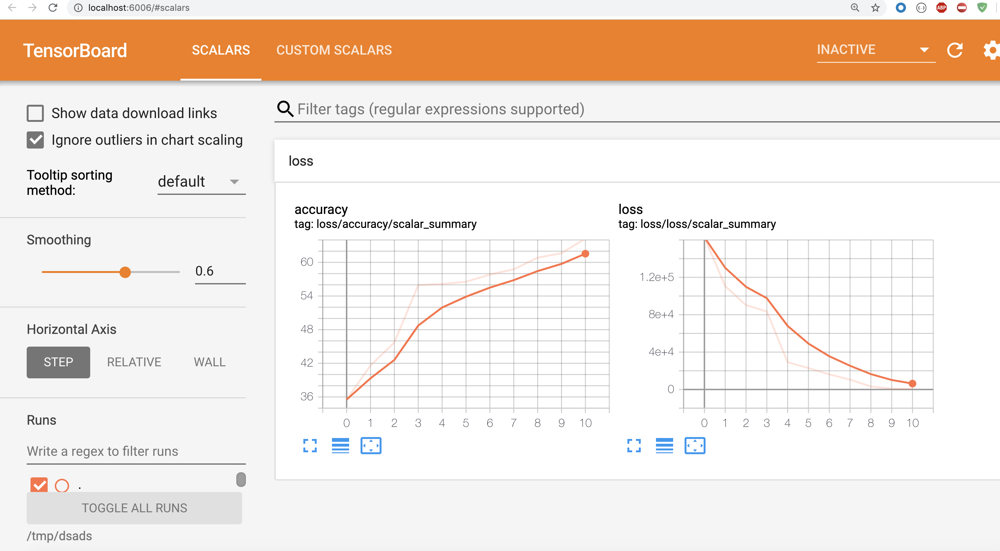 localhost:6006/#scalars
ABP
TensorBoard
SCALARS
CUSTOM SCALARS
INACTIVE
Show data download links
Ignore outliers in chart scaling
Tooltip sorting
method:
default
Smoothing
0.6
Horizontal Axis
STEP
RELATIVE
WALL
Runs
Write a regex to filter runs
.
TOGGLE ALL RUNS
/tmp/dsads
Filter tags (regular expressions supported)
loss
accuracy
tag: loss/accuracy/scalar_summary
60
54
48
42
36
0 1 2 3 4 5 6 7 8 9 10
loss
tag: loss/loss/scalar_summary
1.2e+5
8e+4
4e+4
0
0 1 2 3 4 5 6 7 8 9 10